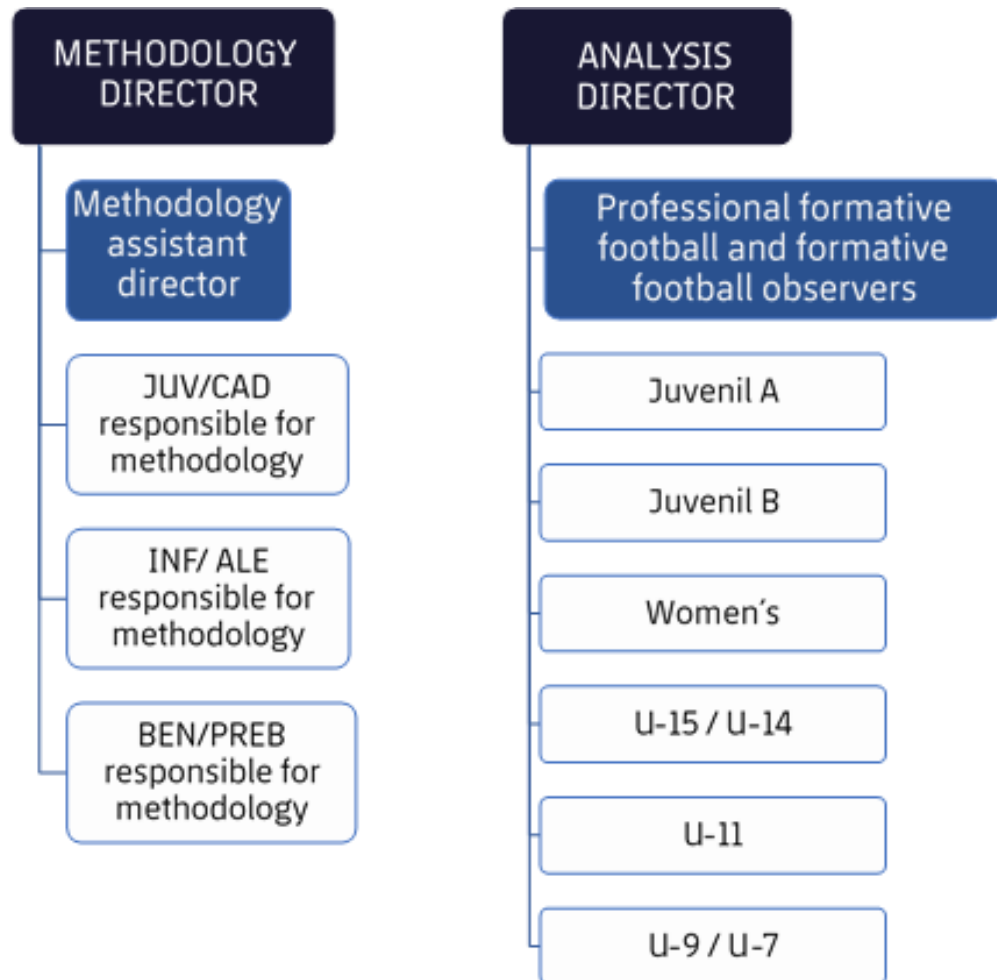 METHODOLOGY
DIRECTOR
Methodology
assistant
director
JUV/CAD
responsible for
methodology
INF/ ALE
responsible for
methodology
BEN/PREB
responsible for
methodology
ANALYSIS
DIRECTOR
Professional formative
football and formative
football observers
Juvenil A
Juvenil B
Women´s
U-15 / U-14
U-11
U-9 / U-7